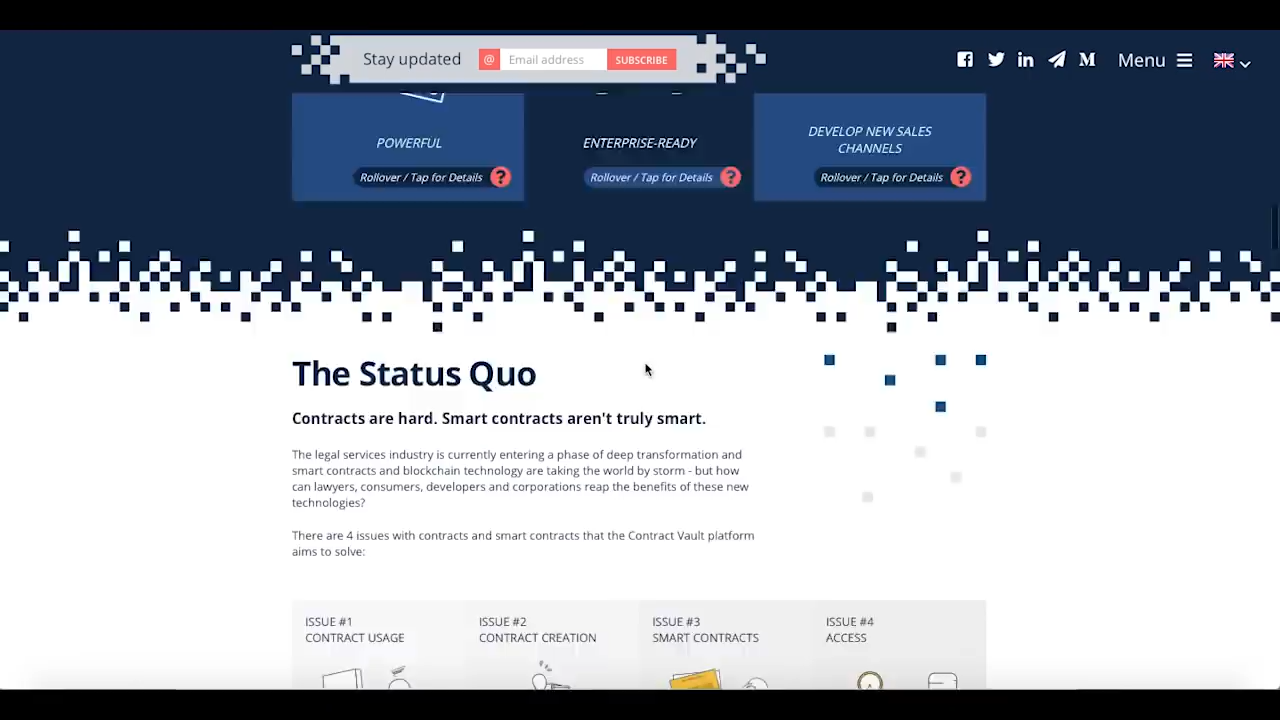 Stay updated @ Email address SUBSCRIBE M Menu
POWERFUL ENTERPRISE-READY DEVELOP NEW SALES
CHANNELS
Rollover / Tap for Details ? Rollover / Tap for Details ? Rollover / Tap for Details ?
The Status Quo
Contracts are hard. Smart contracts aren't truly smart.
The legal services industry is currently entering a phase of deep transformation and
smart contracts and blockchain technology are taking the world by storm - but how
can lawyers, consumers, developers and corporations reap the benefits of these new
technologies?
There are 4 issues with contracts and smart contracts that the Contract Vault platform
aims to solve:
ISSUE #1 ISSUE #2 ISSUE #3 ISSUE #4
CONTRACT USAGE CONTRACT CREATION SMART CONTRACTS ACCESS